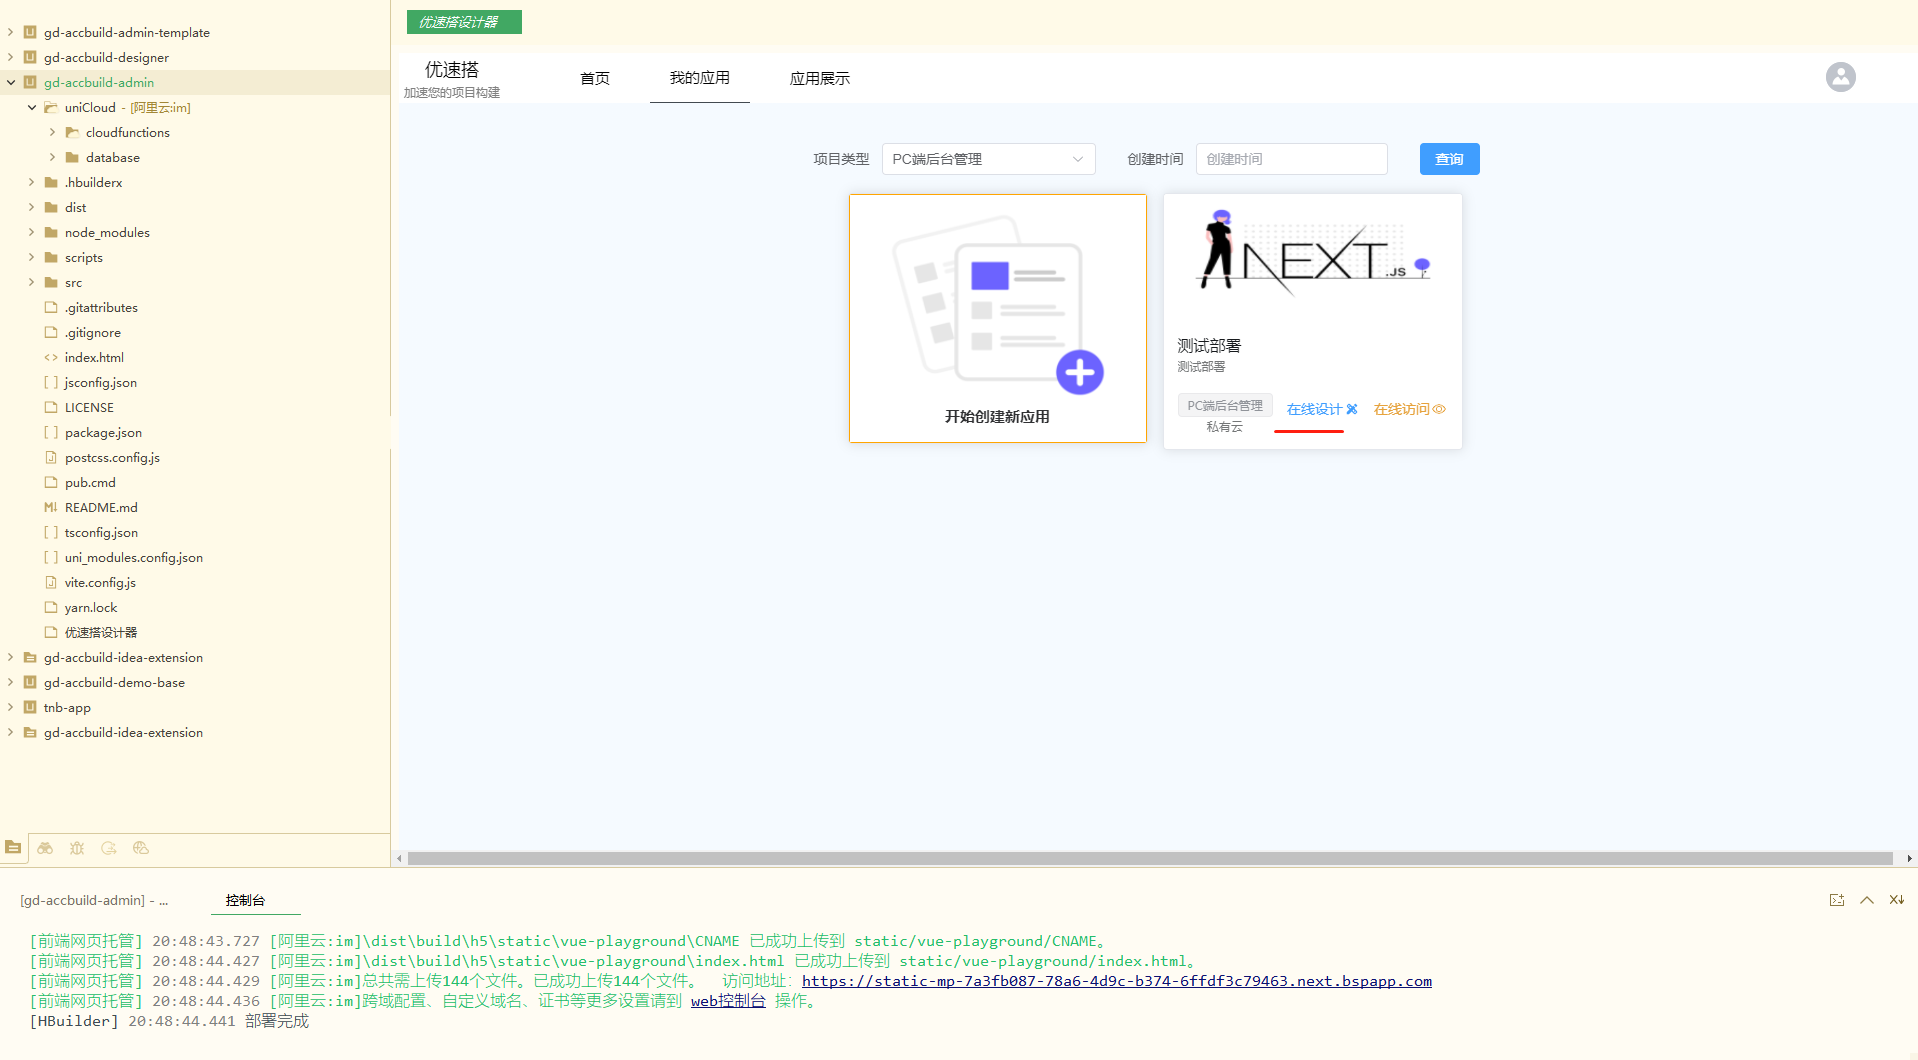 gd-accbuild-admin-template
gd-accbuild-designer
gd-accbuild-admin
uniCloud - [阿里云:im]
cloudfunctions
database
.hbuilderx
dist
node_modules
scripts
src
.gitattributes
.gitignore
index.html
jsconfig.json
LICENSE
package.json
postcss.config.js
pub.cmd
README.md
tsconfig.json
uni_modules.config.json
vite.config.js
yarn.lock
优速搭设计器
gd-accbuild-idea-extension
gd-accbuild-demo-base
tnb-app
gd-accbuild-idea-extension
优速搭设计器
优速搭
加速您的项目构建
首页
我的应用
应用展示
项目类型 PC端后台管理 创建时间 创建时间 查询
开始创建新应用
NEXT.JS
测试部署
测试部署
PC端后台管理 在线设计 在线访问
私有云
[gd-accbuild-admin] - ... 控制台
[前端网页托管] 20:48:43.727 [阿里云:im]\dist\build\h5\static\vue-playground\CNAME 已成功上传到 static/vue-playground/CNAME。
[前端网页托管] 20:48:44.427 [阿里云:im]\dist\build\h5\static\vue-playground\index.html 已成功上传到 static/vue-playground/index.html。
[前端网页托管] 20:48:44.429 [阿里云:im]总共需上传144个文件。已成功上传144个文件。 访问地址：https://static-mp-7a3fb087-78a6-4d9c-b374-6ffdf3c79463.next.bspapp.com
[前端网页托管] 20:48:44.436 [阿里云:im]跨域配置、自定义域名、证书等更多设置请到 web控制台 操作。
[HBuilder] 20:48:44.441 部署完成